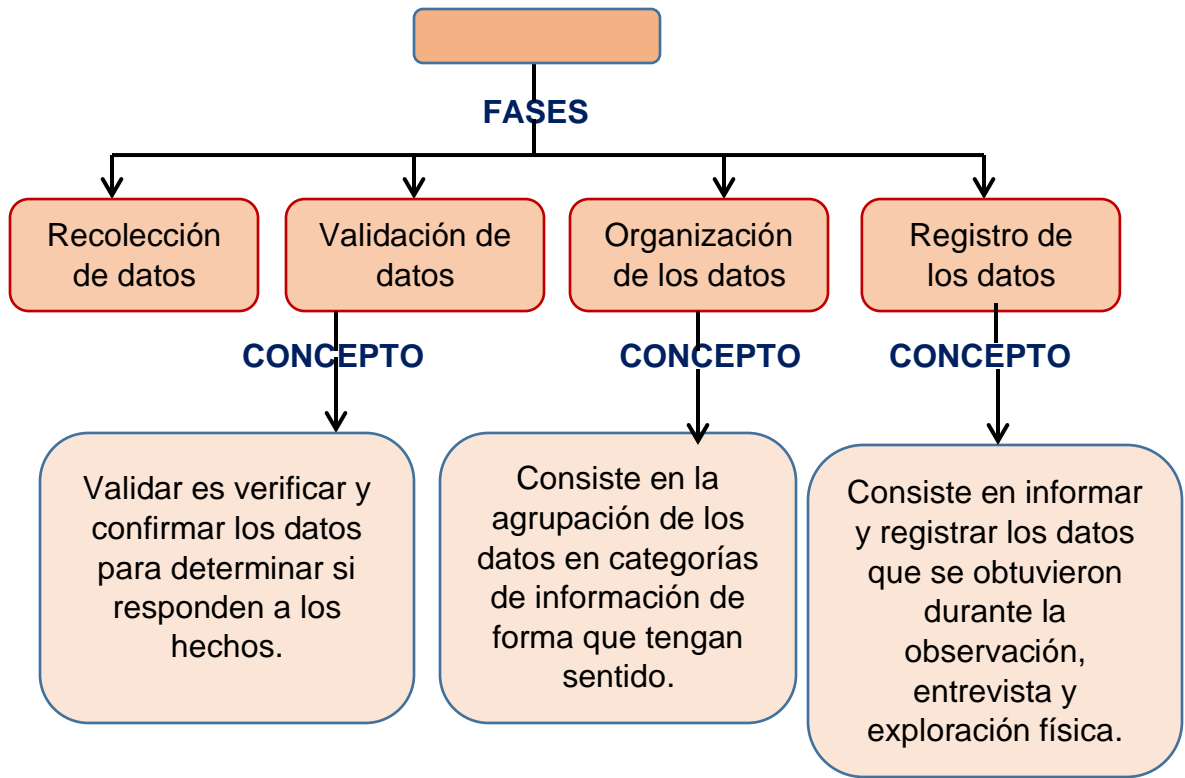 FASES
Recolección
de datos
Validación de
datos
Organización
de los datos
Registro de
los datos
CONCEPTO
CONCEPTO
CONCEPTO
Validar es verificar y
confirmar los datos
para determinar si
responden a los
hechos.
Consiste en la
agrupación de los
datos en categorías
de información de
forma que tengan
sentido.
Consiste en informar
y registrar los datos
que se obtuvieron
durante la
observación,
entrevista y
exploración física.